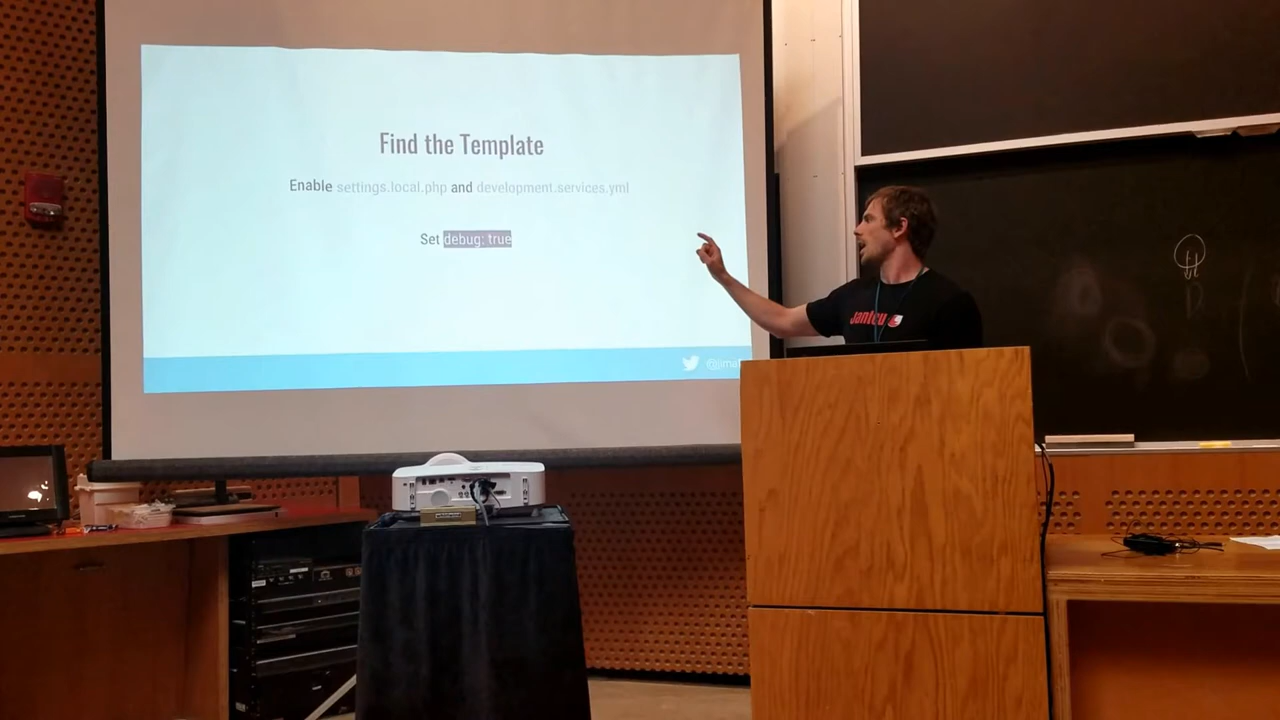 Find the Template
Enable settings.local.php and development.services.yml
Set debug: true